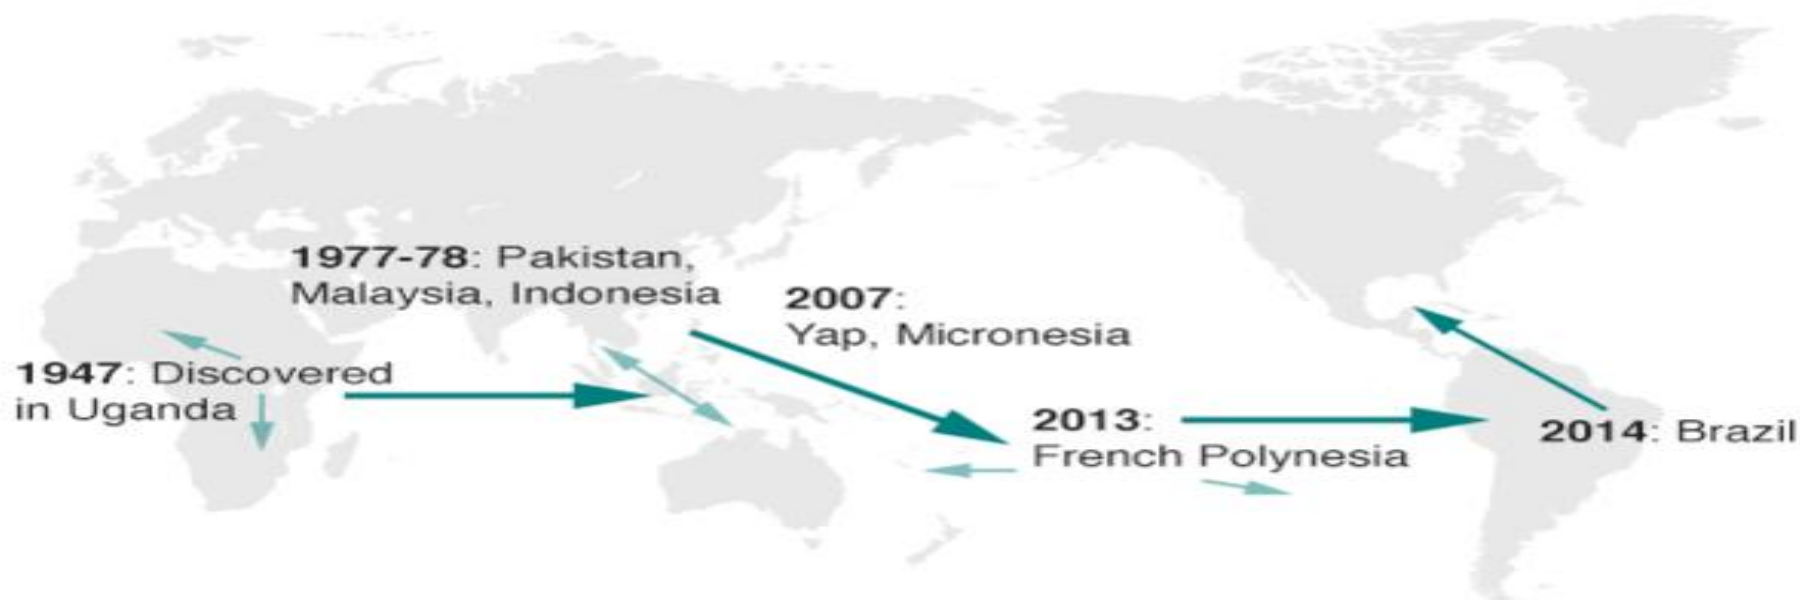 1977-78: Pakistan,
Malaysia, Indonesia
2007:
Yap, Micronesia
1947: Discovered
in Uganda
2013:
French Polynesia
2014: Brazil